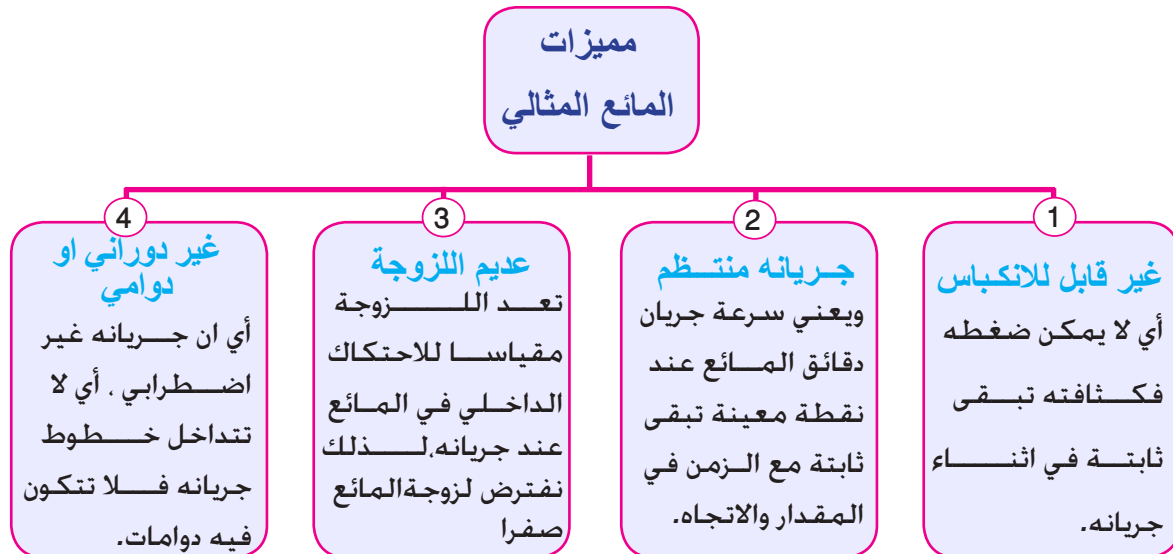 مميزات
المائع المثالي
1
غير قابل للانكباس
أي لا يمكن ضغطه
فكثافته تبقى
ثابتة في اثناء
جريانه.
2
جريانه منتظم
ويعني سرعة جريان
دقائق المائع عند
نقطة معينة تبقى
ثابتة مع الزمن في
المقدار والاتجاه.
3
عديم اللزوجة
تعد اللزوجة
مقياسا للاحتكاك
الداخلي في المائع
عند جريانه,لذلك
نفترض لزوجةالمائع
صفرا
4
غير دوراني او
دوامي
أي ان جريانه غير
اضطرابي ، أي لا
تتداخل خطوط
جريانه فلا تتكون
فيه دوامات.